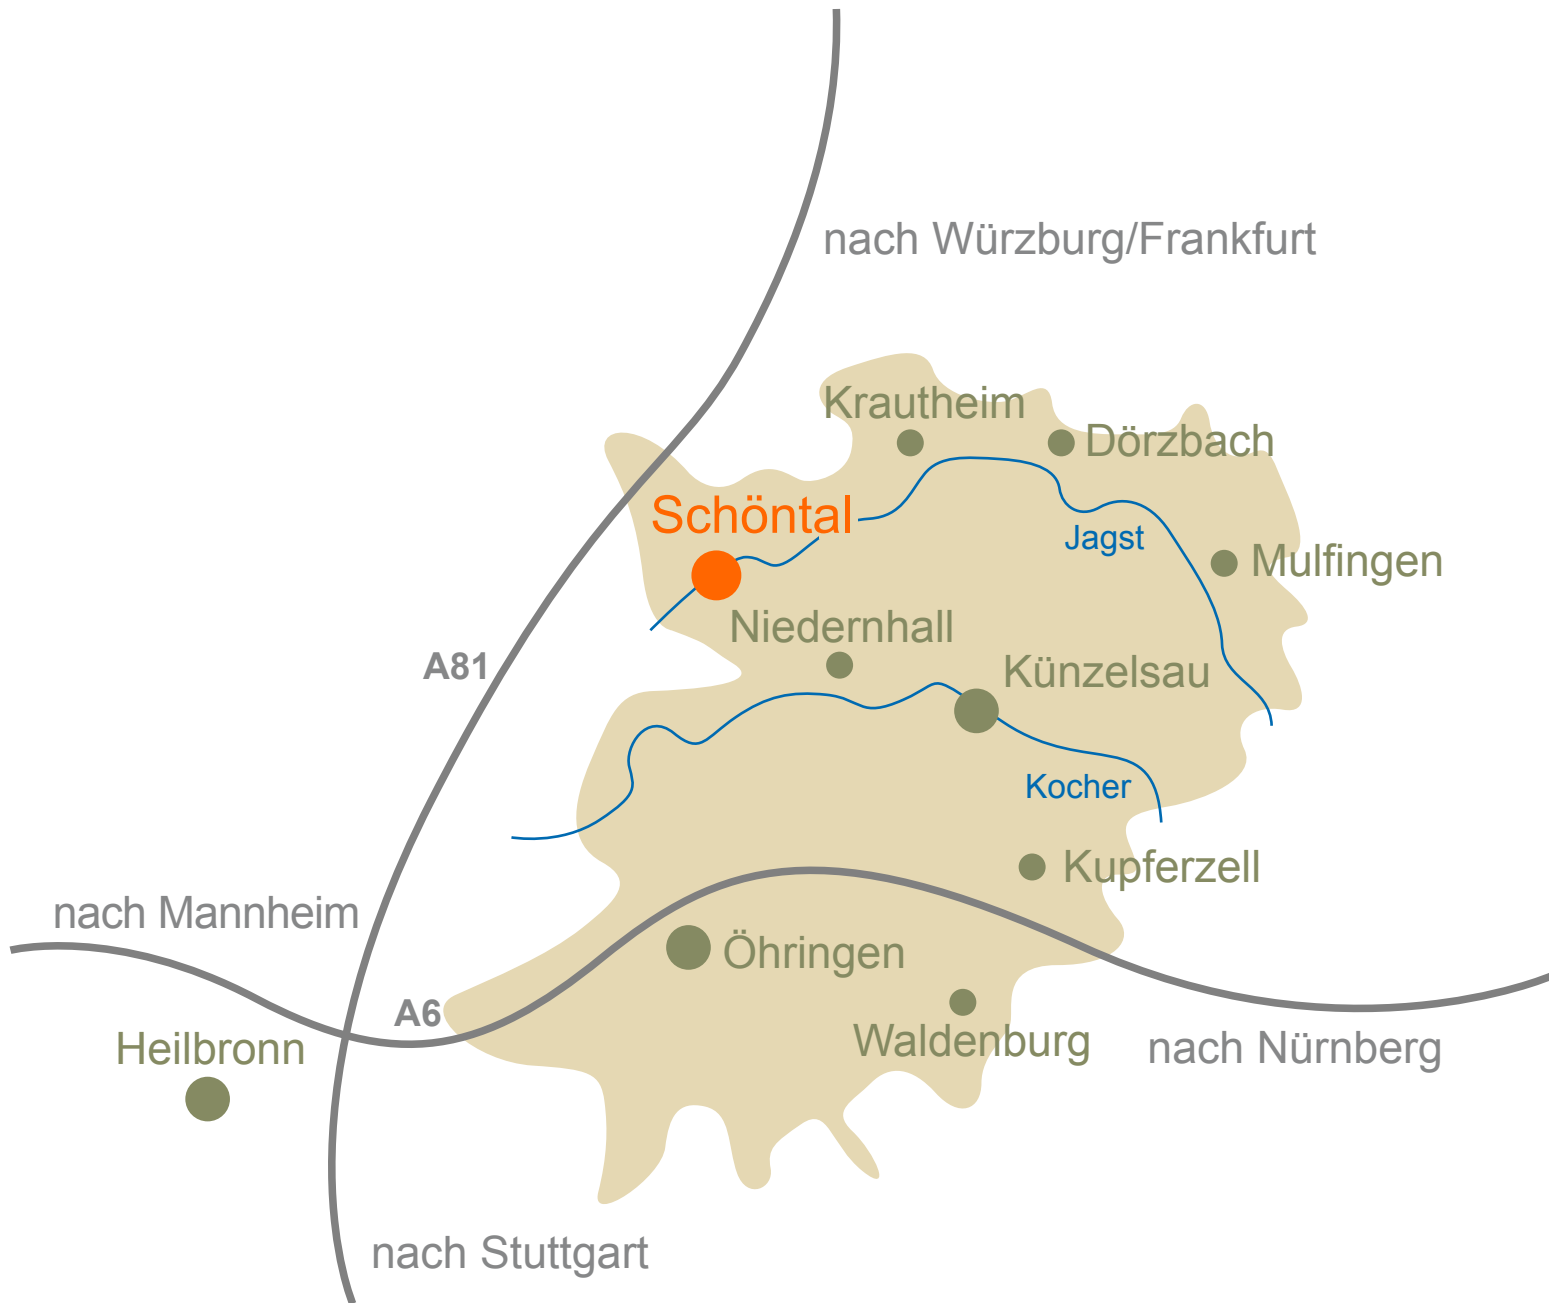 nach Würzburg/Frankfurt
Krautheim
Dörzbach
Schöntal
Jagst
Mulfingen
Niedernhall
A81
Künzelsau
Kocher
Kupferzell
nach Mannheim
Öhringen
A6
Waldenburg
Heilbronn
nach Nürnberg
nach Stuttgart